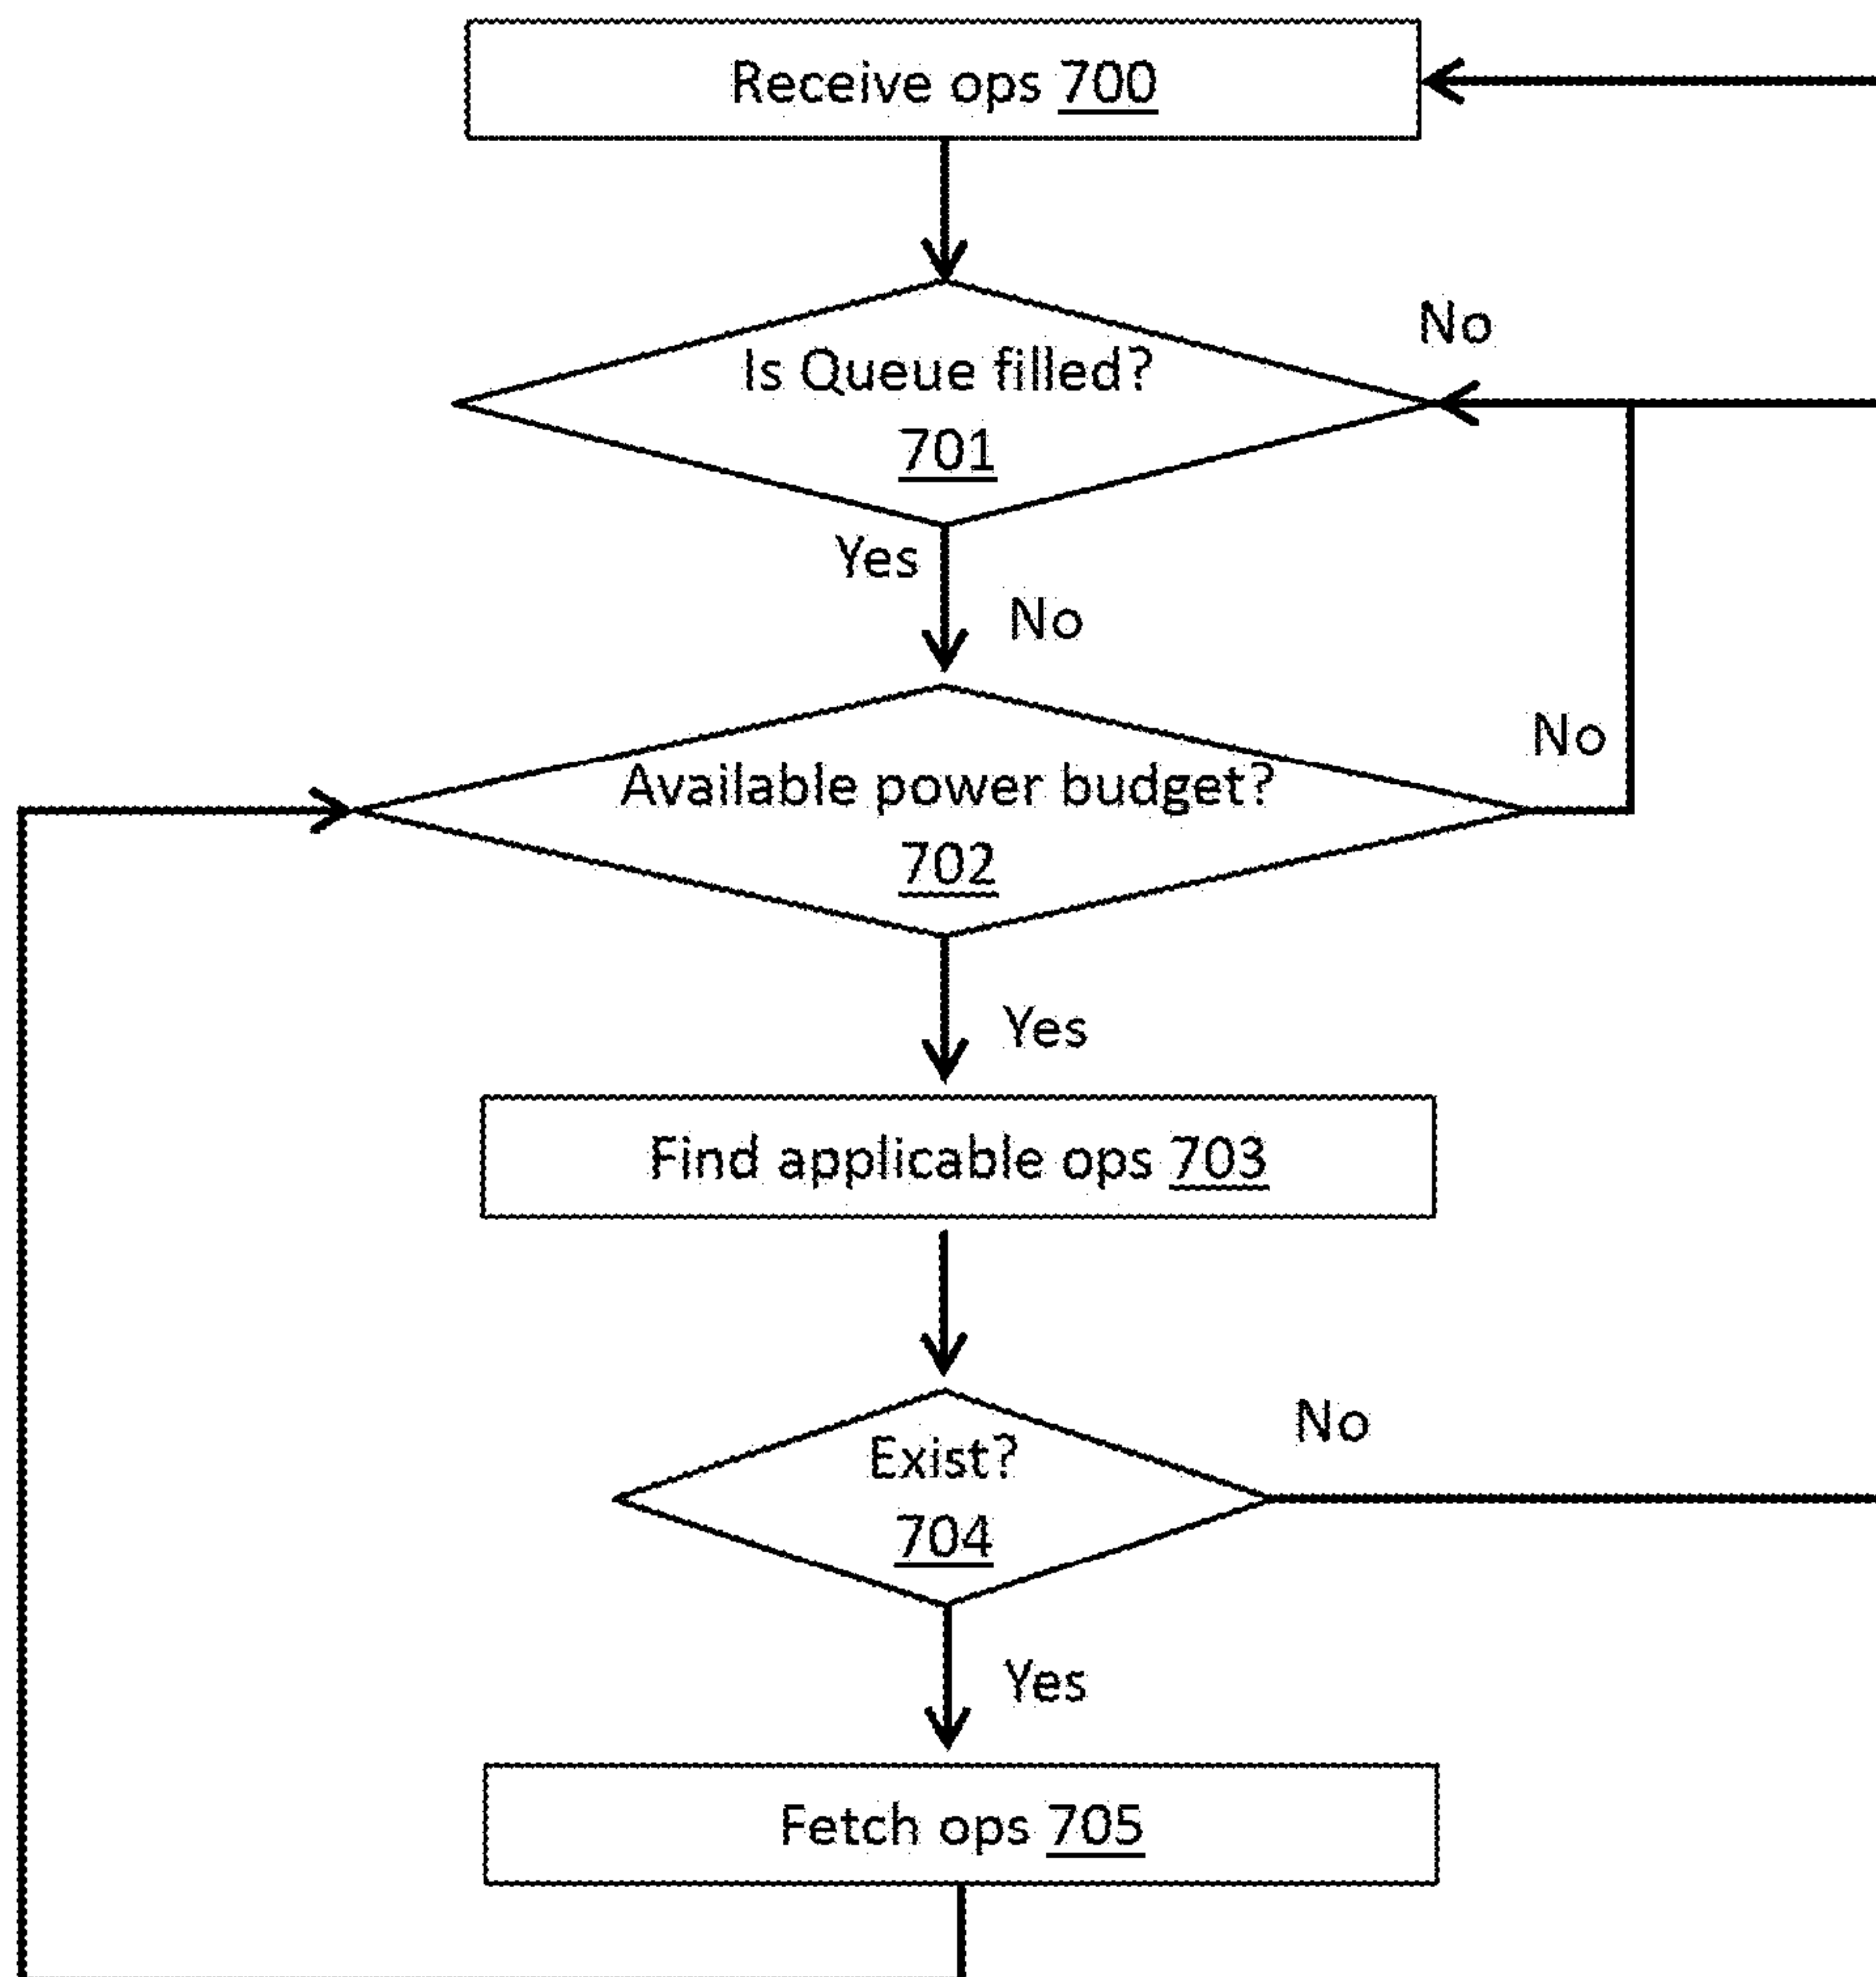 Receive ops 700
No
Is Queue filled?
701
Yes
No
No
Available power budget?
702
Yes
Find applicable ops 703
No
Exist?
704
Yes
Fetch ops 705